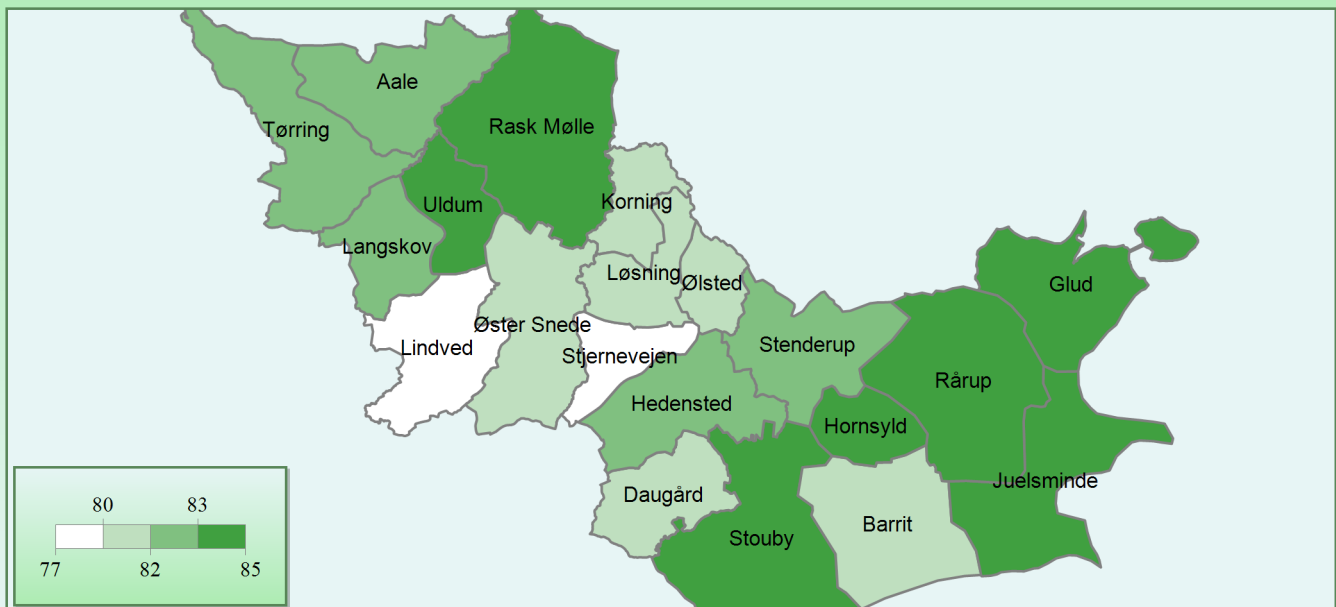 Aale
Rask Mølle
Tørring
Korning
Uldum
Langskov
Løsning
Ølsted
Glud
Øster Snede
Lindved
Stjernevejen
Stenderup
Rårup
Hedensted
Hornsyld
Juelsminde
Daugård
Barrit
Stouby
80 83
77 82 85